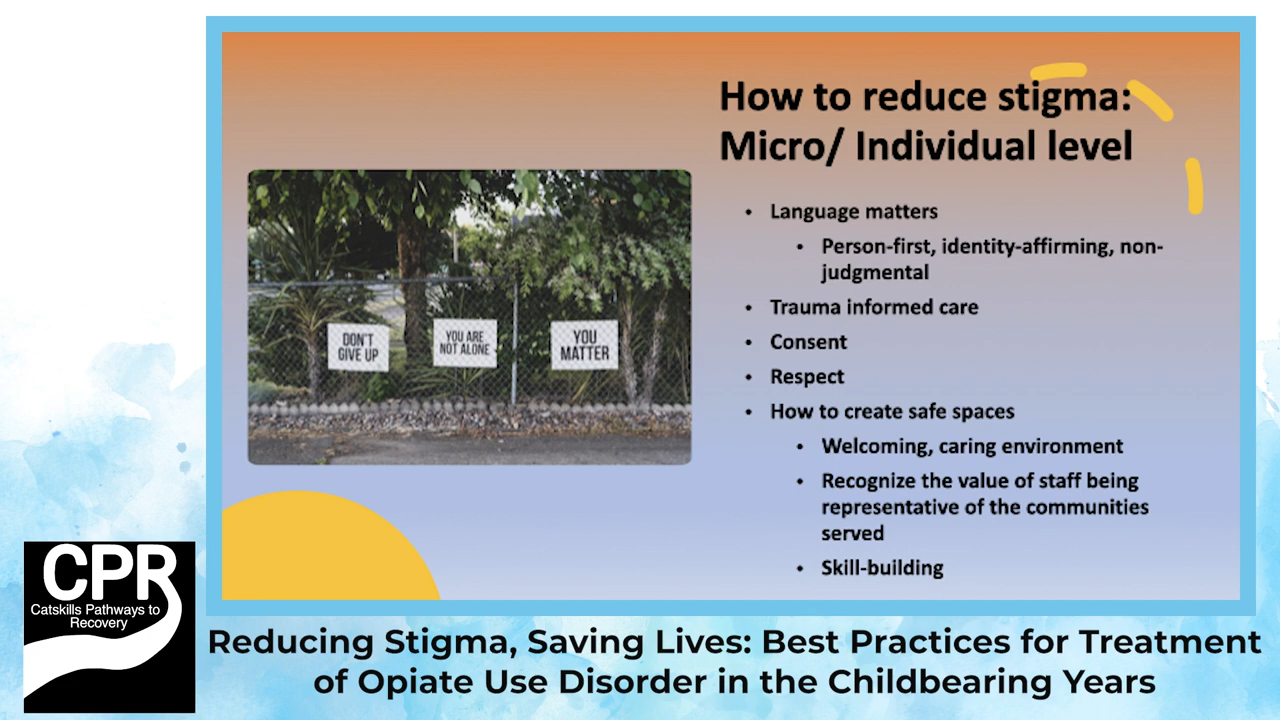 How to reduce stigma:
Micro/ Individual level
• Language matters
• Person-first, identity-affirming, non-
judgmental
• Trauma informed care
• Consent
• Respect
• How to create safe spaces
• Welcoming, caring environment
• Recognize the value of staff being
representative of the communities
served
• Skill-building
DON'T
GIVE UP
YOU ARE
NOT ALONE
YOU
MATTER
CPR
Catskills Pathways to
Recovery
Reducing Stigma, Saving Lives: Best Practices for Treatment
of Opiate Use Disorder in the Childbearing Years